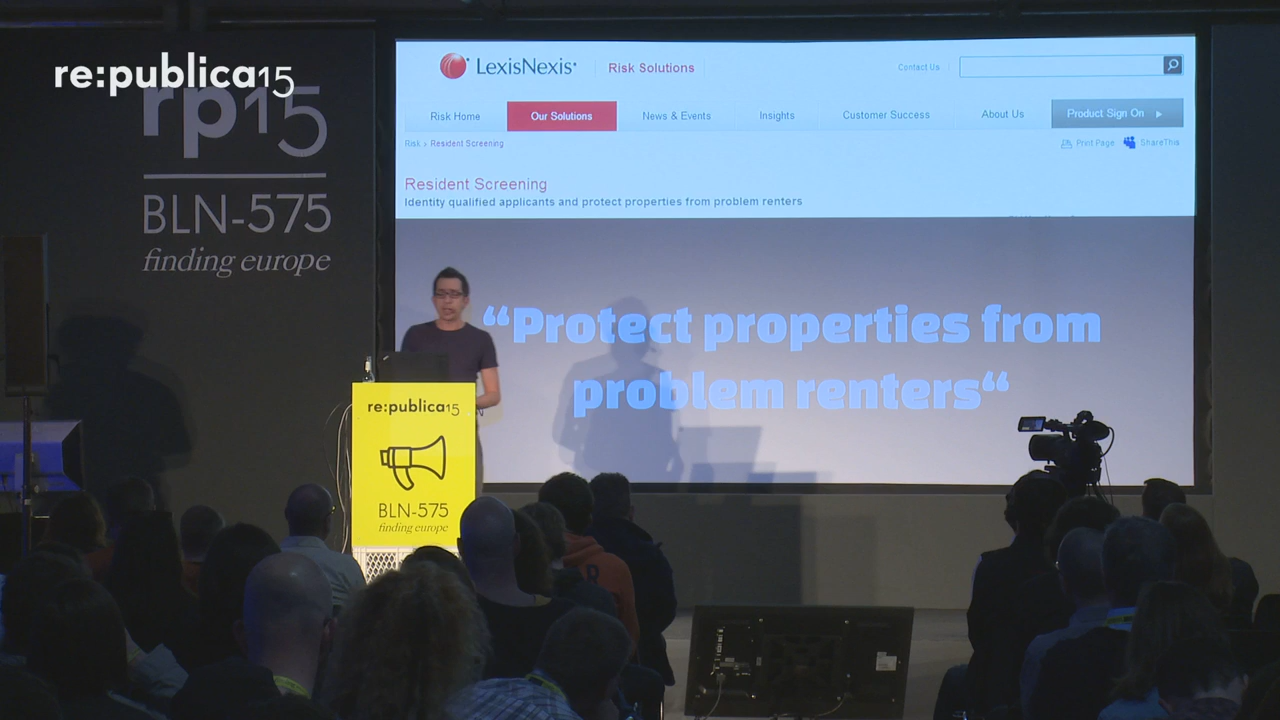 re:publica15
rp15
BLN-575
finding europe
LexisNexis
Risk Solutions
Contact Us
Risk Home
Our Solutions
News & Events
Insights
Customer Success
About Us
Product Sign On
Risk › Resident Screening
Print Page
ShareThis
Resident Screening
Identity qualified applicants and protect properties from problem renters
“Protect properties from
problem renters“
re:publica15
BLN-575
finding europe